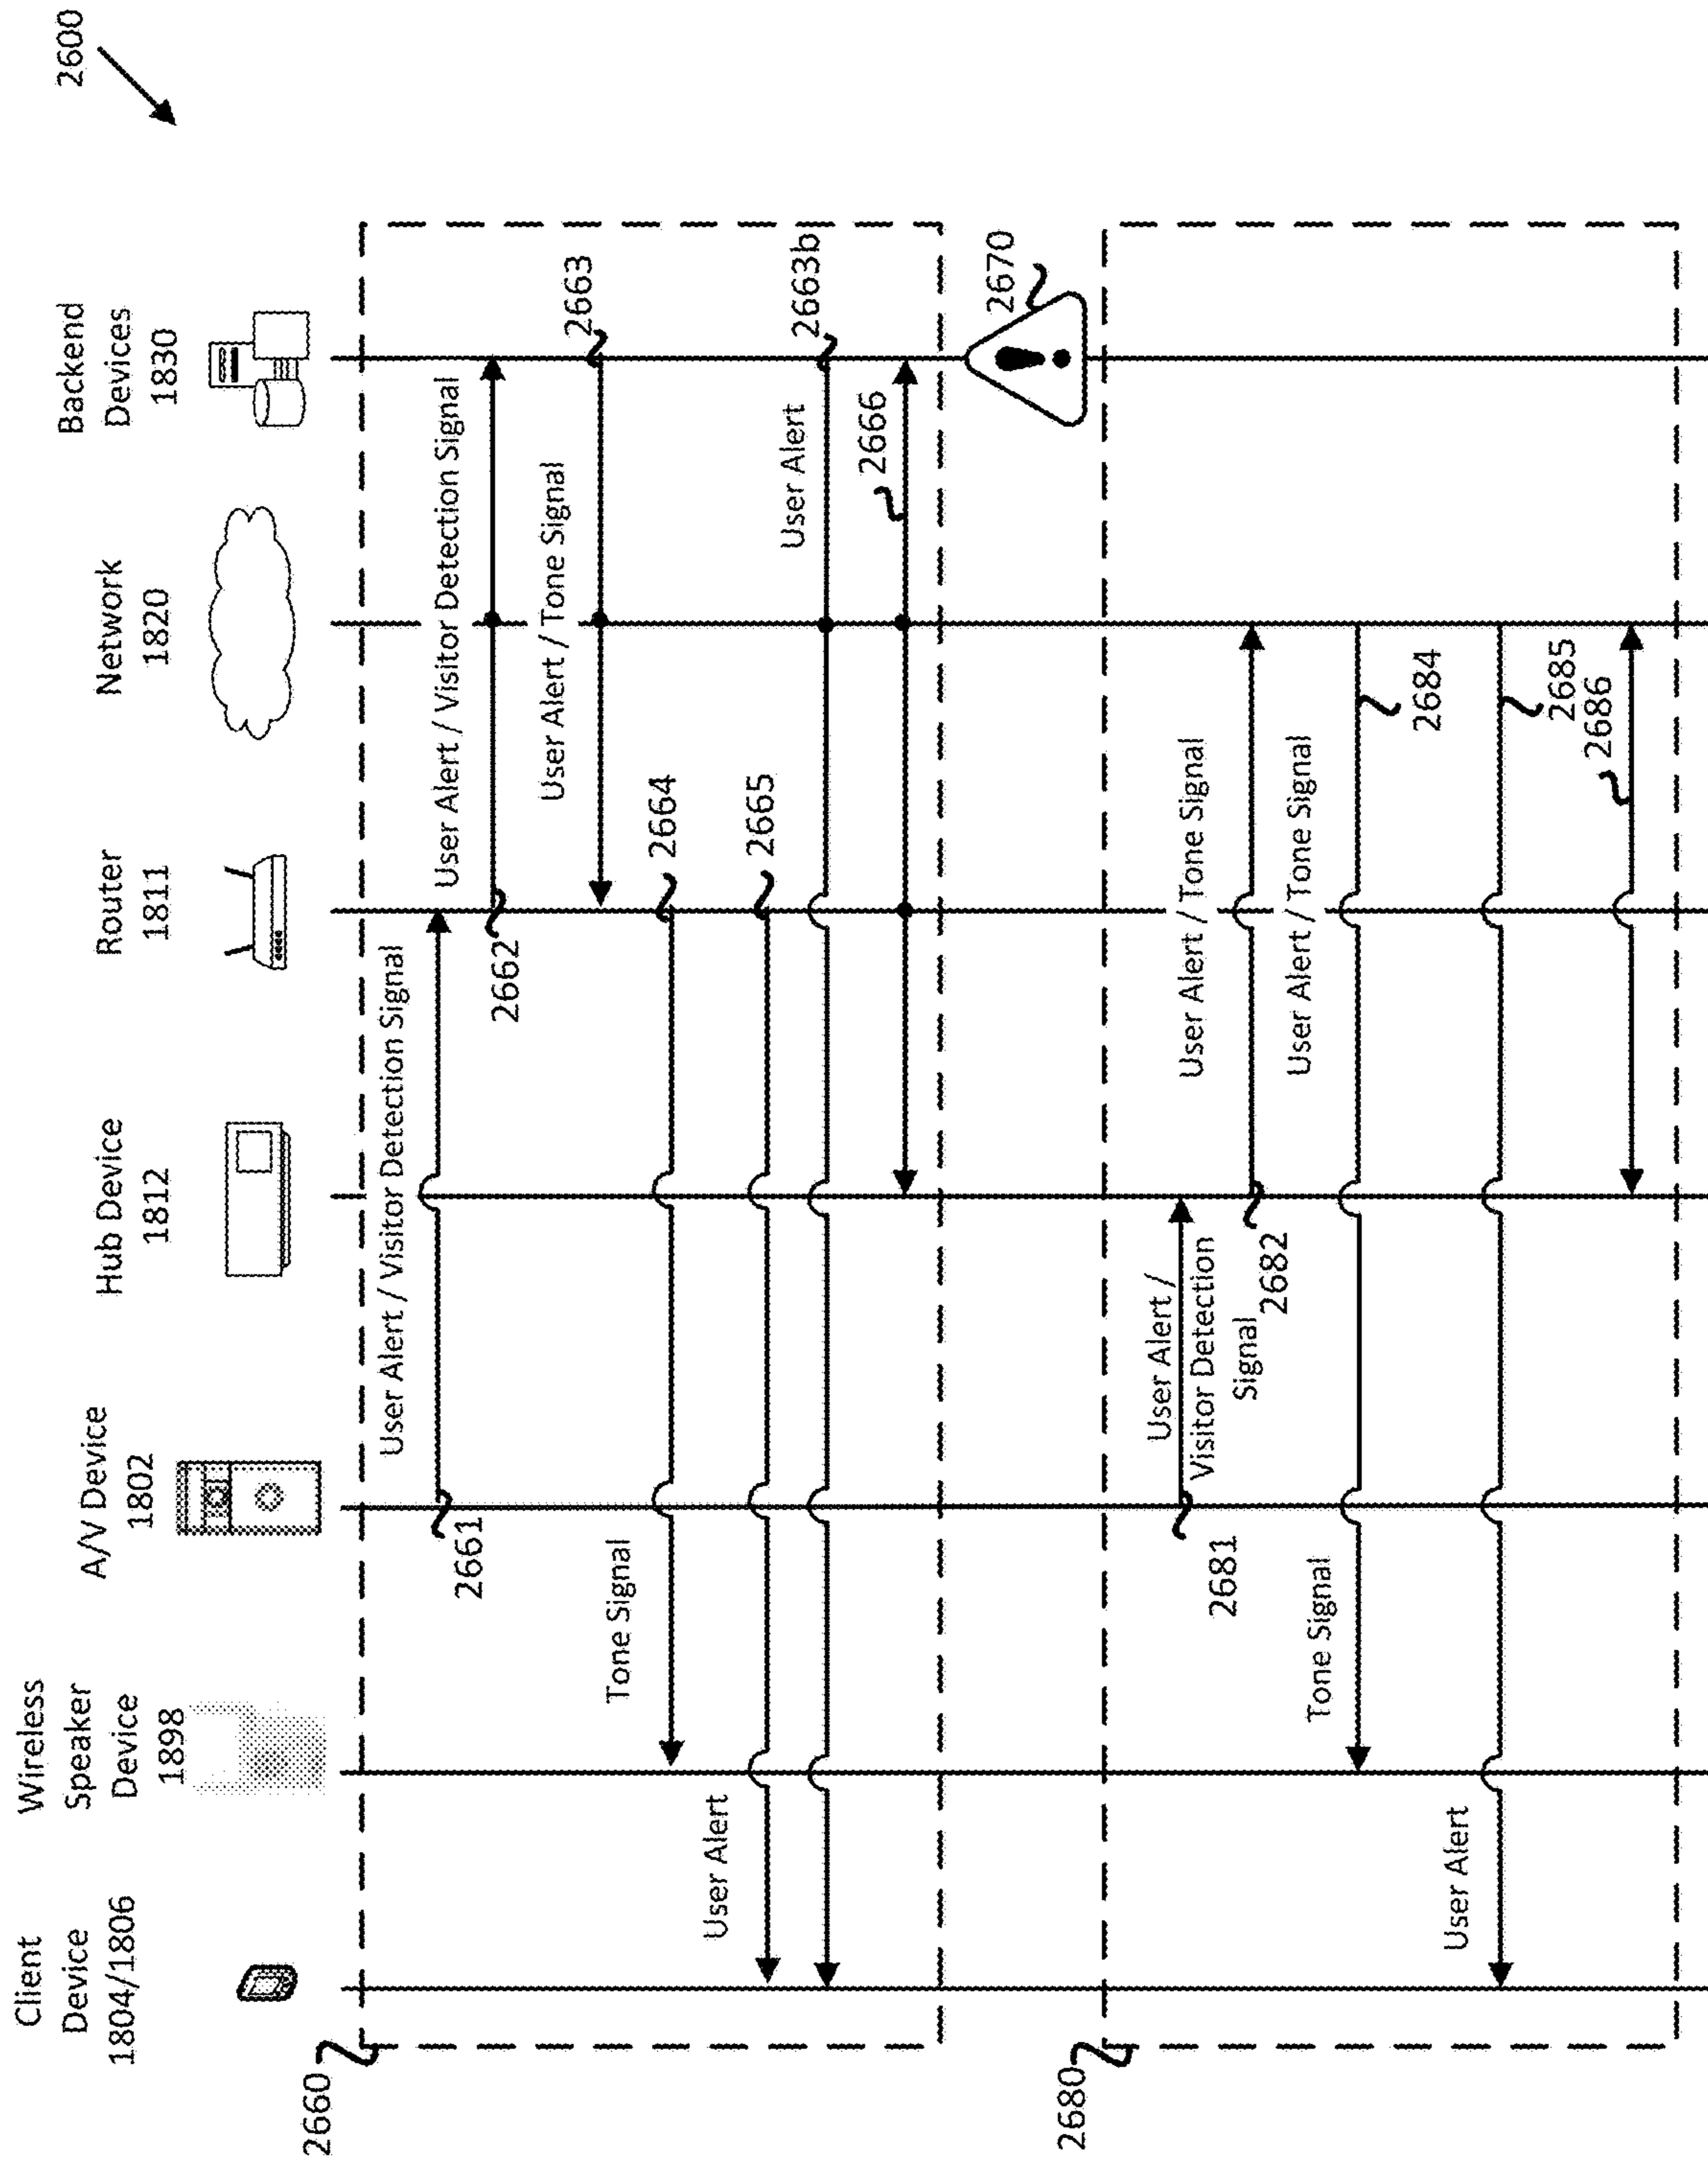 2600
Client
Device
1804/1806
Wireless
Speaker
Device
1898
A/V Device
1802
Hub Device
1812
Router
1811
Network
1820
Backend
Devices
1830
2660
User Alert / Visitor Detection Signal
2661
User Alert / Visitor Detection Signal
2662
User Alert / Tone Signal
2663
Tone Signal
2664
User Alert
2665
User Alert
2663b
2666
2670
2680
User Alert /
Visitor Detection
Signal
2681
User Alert / Tone Signal
2682
User Alert / Tone Signal
Tone Signal
2684
User Alert
2685
2686